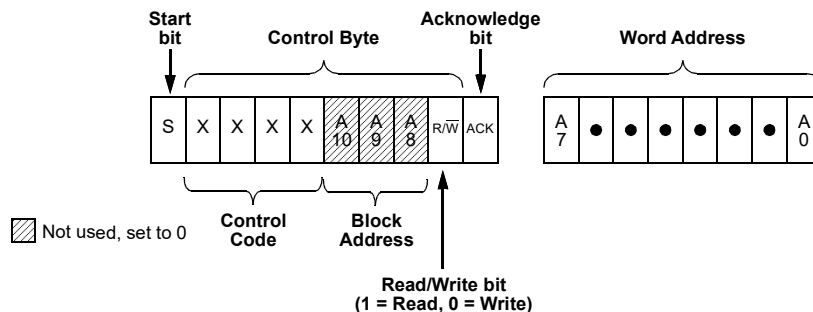 Start
bit
Control Byte
Acknowledge
bit
Word Address
S X X X X A
10 A
9 A
8 R/W̅ ACK
A
7 ● ● ● ● ● ● A
0
Control
Code
Block
Address
Not used, set to 0
Read/Write bit
(1 = Read, 0 = Write)